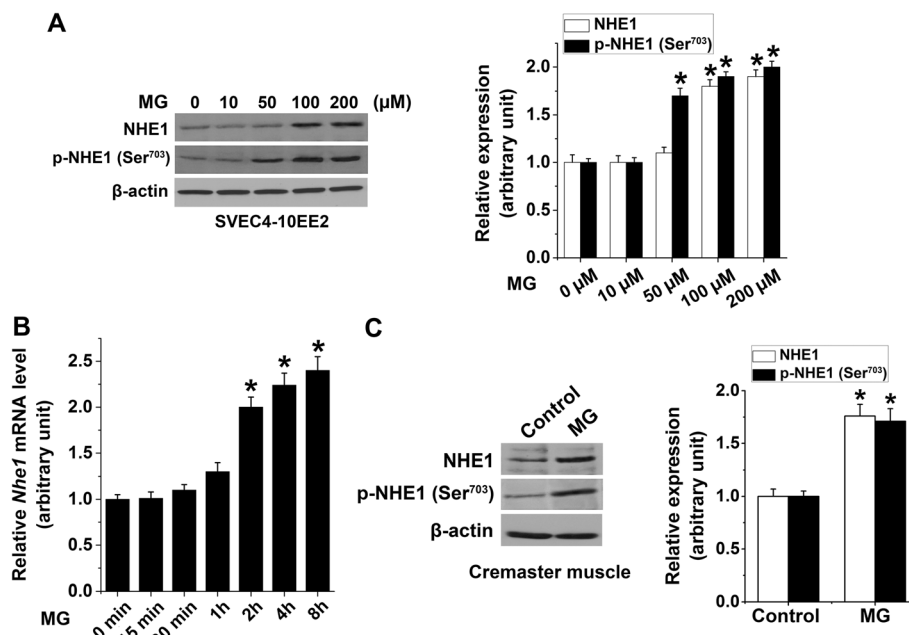 A
MG 0 10 50 100 200 (µM)
NHE1
p-NHE1 (Ser703)
β-actin
SVEC4-10EE2
NHE1
p-NHE1 (Ser703)
Relative expression
(arbitrary unit)
2.0
1.5
1.0
0.5
0.0
* * * * *
MG 0 µM 10 µM 50 µM 100 µM 200 µM
B
Relative Nhe1 mRNA level
(arbitrary unit)
2.5
2.0
1.5
1.0
0.5
0.0
* * *
MG 0 min 15 min 1h 2h 4h 8h
C
Control MG
NHE1
p-NHE1 (Ser703)
β-actin
Cremaster muscle
NHE1
p-NHE1 (Ser703)
Relative expression
(arbitrary unit)
2.0
1.5
1.0
0.5
0.0
* *
Control MG